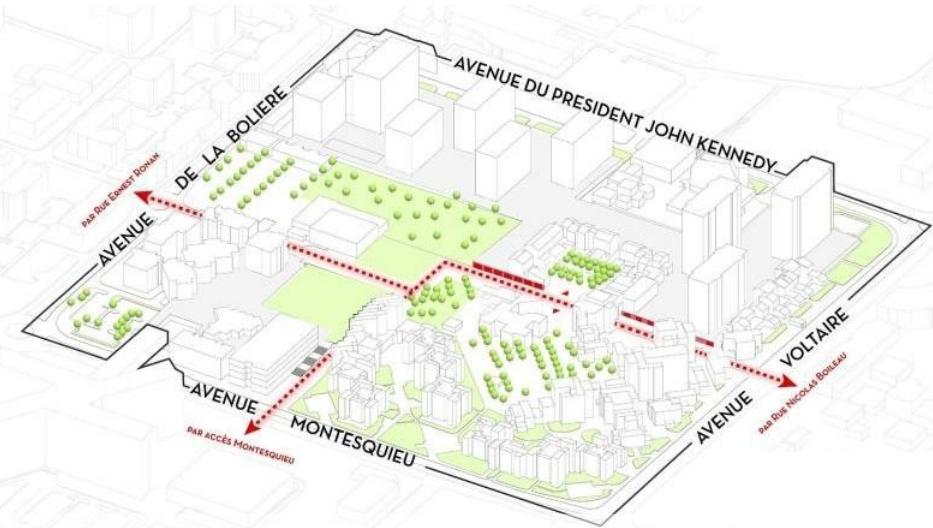 AVENUE DU PRESIDENT JOHN KENNEDY
AVENUE DE LA BOLIERE
PAR RUE ERNEST RONAN
AVENUE VOLTAIRE
PAR RUE NICOLAS BOILEAU
AVENUE MONTESQUIEU
PAR ACCÈS MONTESQUIEU